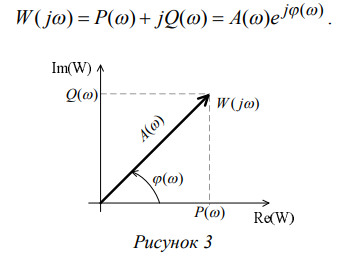 W(jω) = P(ω) + jQ(ω) = A(ω)e^{jφ(ω)}.
Im(W)
Q(ω)
W(jω)
A(ω)
φ(ω)
P(ω)
Re(W)
Рисунок 3